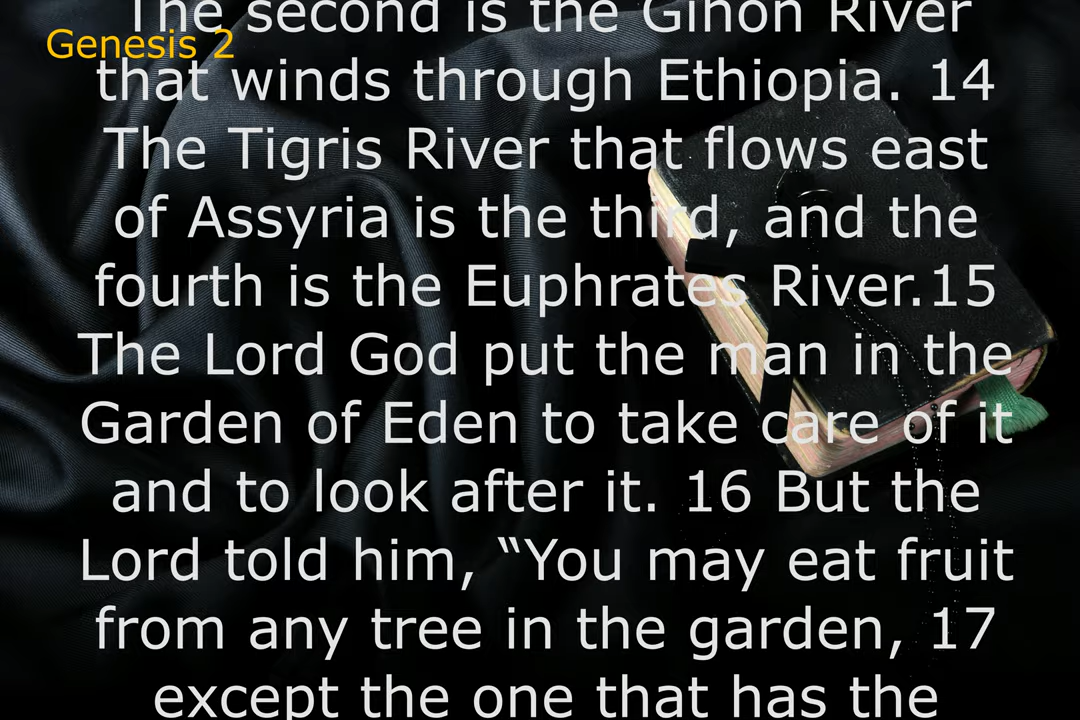 The second is the Gihon River
Genesis 2
that winds through Ethiopia. 14
The Tigris River that flows east
of Assyria is the third, and the
fourth is the Euphrates River.15
The Lord God put the man in the
Garden of Eden to take care of it
and to look after it. 16 But the
Lord told him, “You may eat fruit
from any tree in the garden, 17
except the one that has the